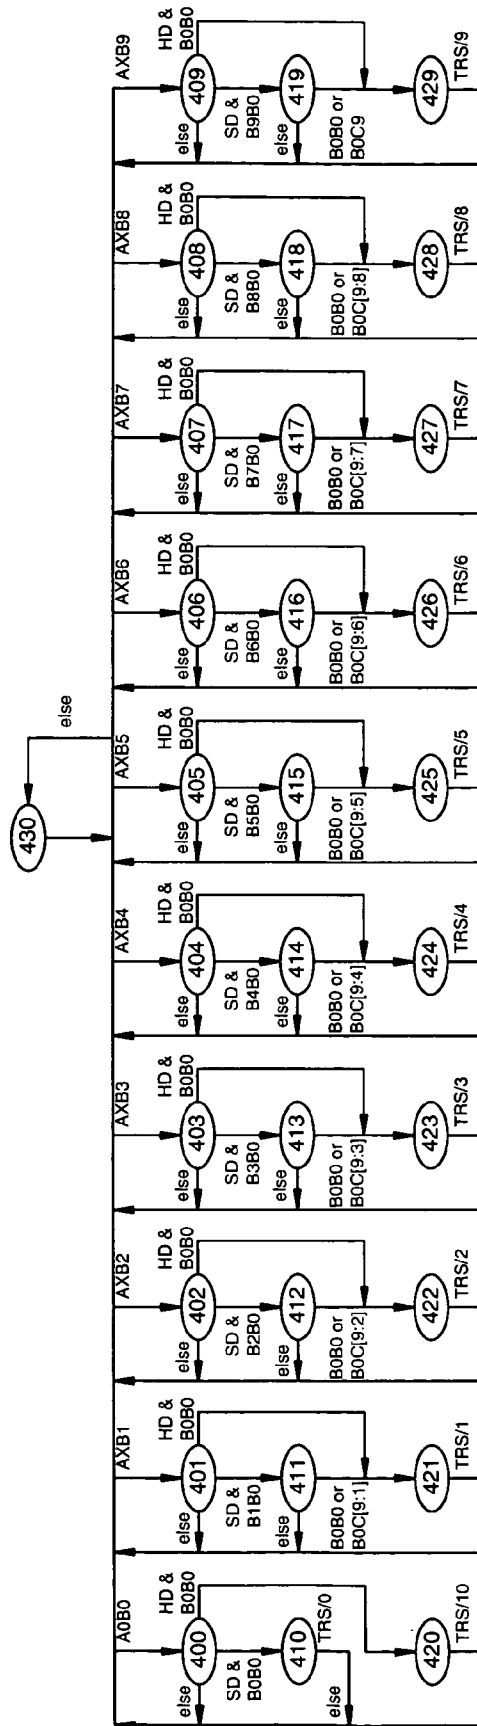 430
else
A0B0
AXB1
AXB2
AXB3
AXB4
AXB5
AXB6
AXB7
AXB8
AXB9
400
HD &
B0B0
else
SD &
B0B0
410
TRS/0
else
420
TRS/10
401
HD &
B0B0
else
SD &
B1B0
411
else
B0B0 or
B0C[9:1]
421
TRS/1
402
HD &
B0B0
else
SD &
B2B0
412
else
B0B0 or
B0C[9:2]
422
TRS/2
403
HD &
B0B0
else
SD &
B3B0
413
else
B0B0 or
B0C[9:3]
423
TRS/3
404
HD &
B0B0
else
SD &
B4B0
414
else
B0B0 or
B0C[9:4]
424
TRS/4
405
HD &
B0B0
else
SD &
B5B0
415
else
B0B0 or
B0C[9:5]
425
TRS/5
406
HD &
B0B0
else
SD &
B6B0
416
else
B0B0 or
B0C[9:6]
426
TRS/6
407
HD &
B0B0
else
SD &
B7B0
417
else
B0B0 or
B0C[9:7]
427
TRS/7
408
HD &
B0B0
else
SD &
B8B0
418
else
B0B0 or
B0C[9:8]
428
TRS/8
409
HD &
B0B0
else
SD &
B9B0
419
else
B0B0 or
B0C9
429
TRS/9